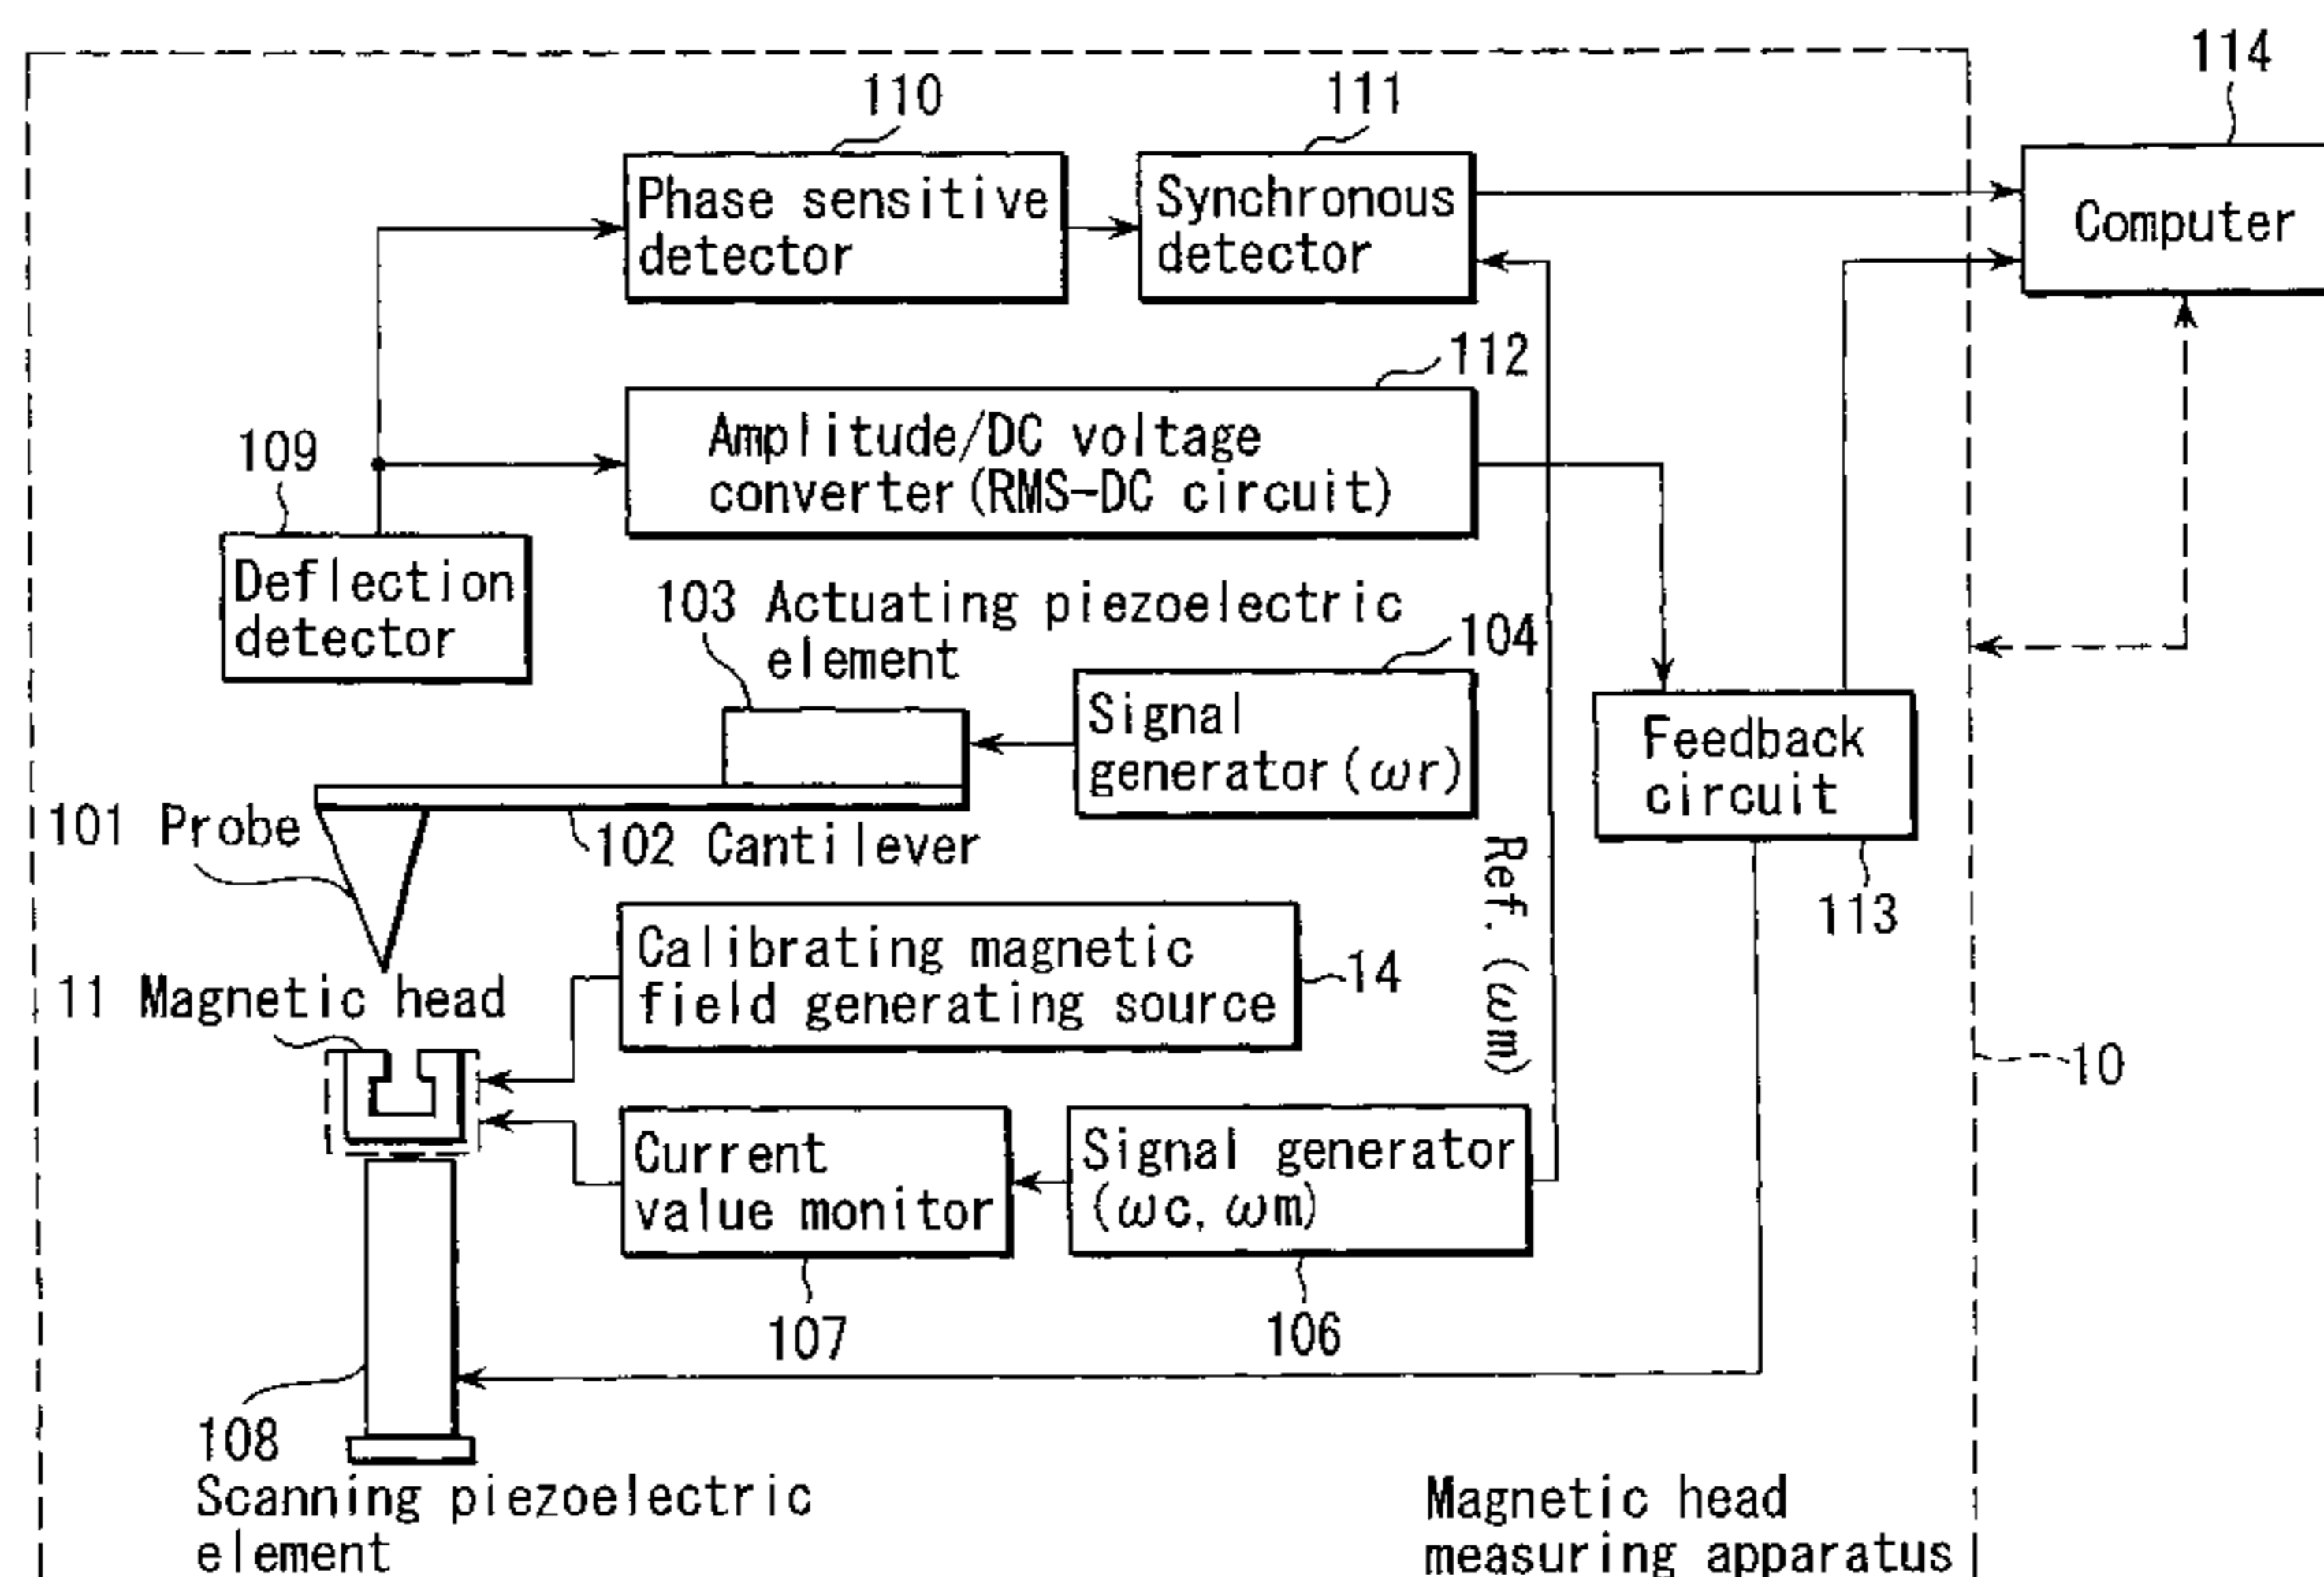 114
110
111
Phase sensitive
detector
Synchronous
detector
Computer
112
Amplitude/DC voltage
converter(RMS-DC circuit)
109
Deflection
detector
103 Actuating piezoelectric
element
104
Signal
generator(ωr)
Feedback
circuit
113
101 Probe
102 Cantilever
Ref. (ωm)
Calibrating magnetic
field generating source
14
11 Magnetic head
10
Current
value monitor
Signal generator
(ωc, ωm)
107
106
108
Scanning piezoelectric
element
Magnetic head
measuring apparatus